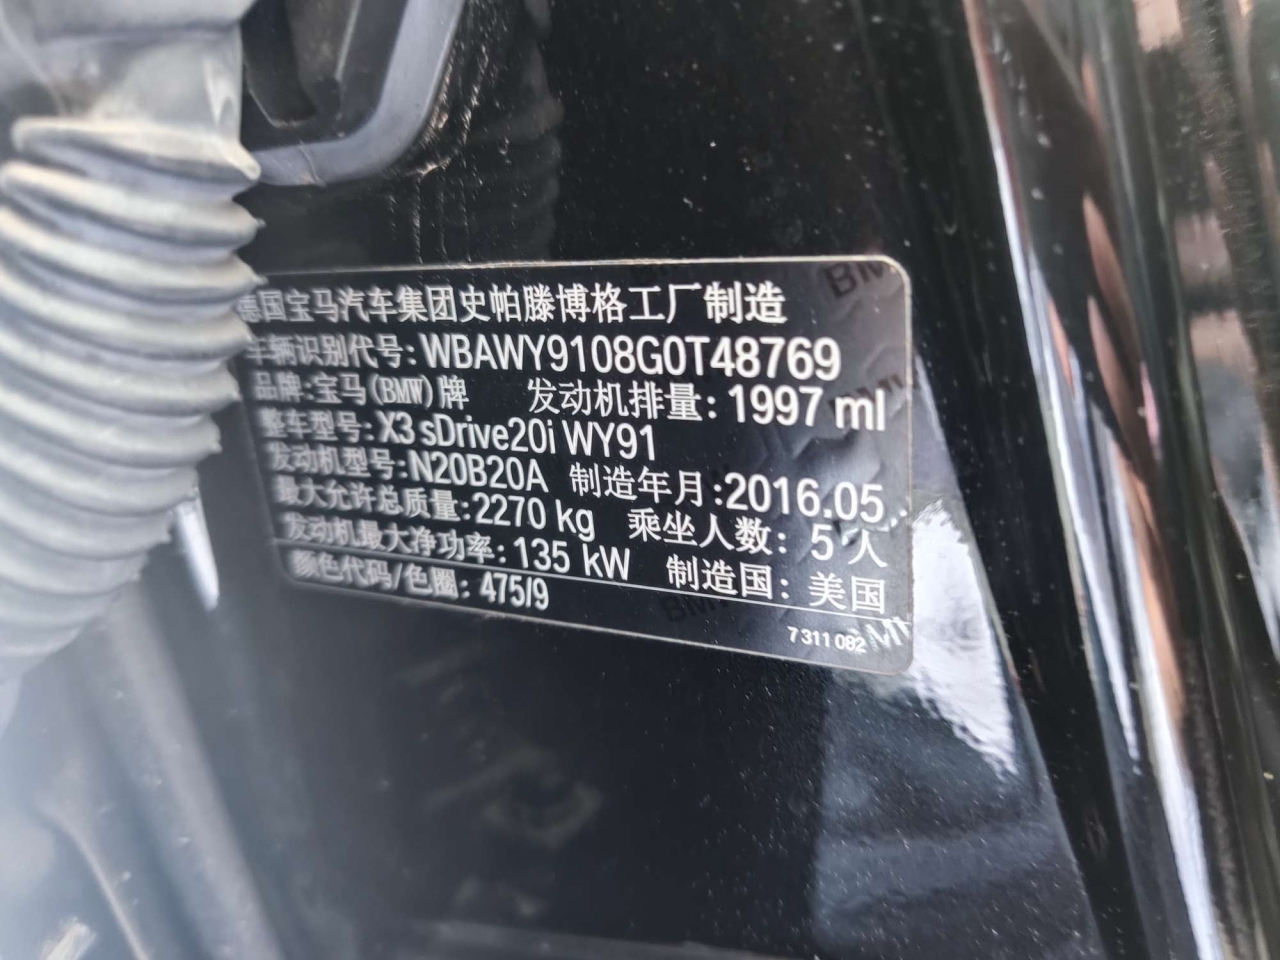 德国宝马汽车集团史帕滕博格工厂制造
车辆识别代号: WBAWY9108G0T48769
品牌: 宝马(BMW)牌 发动机排量: 1997 ml
整车型号: X3 sDrive20i WY91
发动机型号: N20B20A 制造年月: 2016.05
最大允许总质量: 2270 kg 乘坐人数: 5 人
发动机最大净功率: 135 kW 制造国: 美国
颜色代码/色圈: 475/9
7 311 082